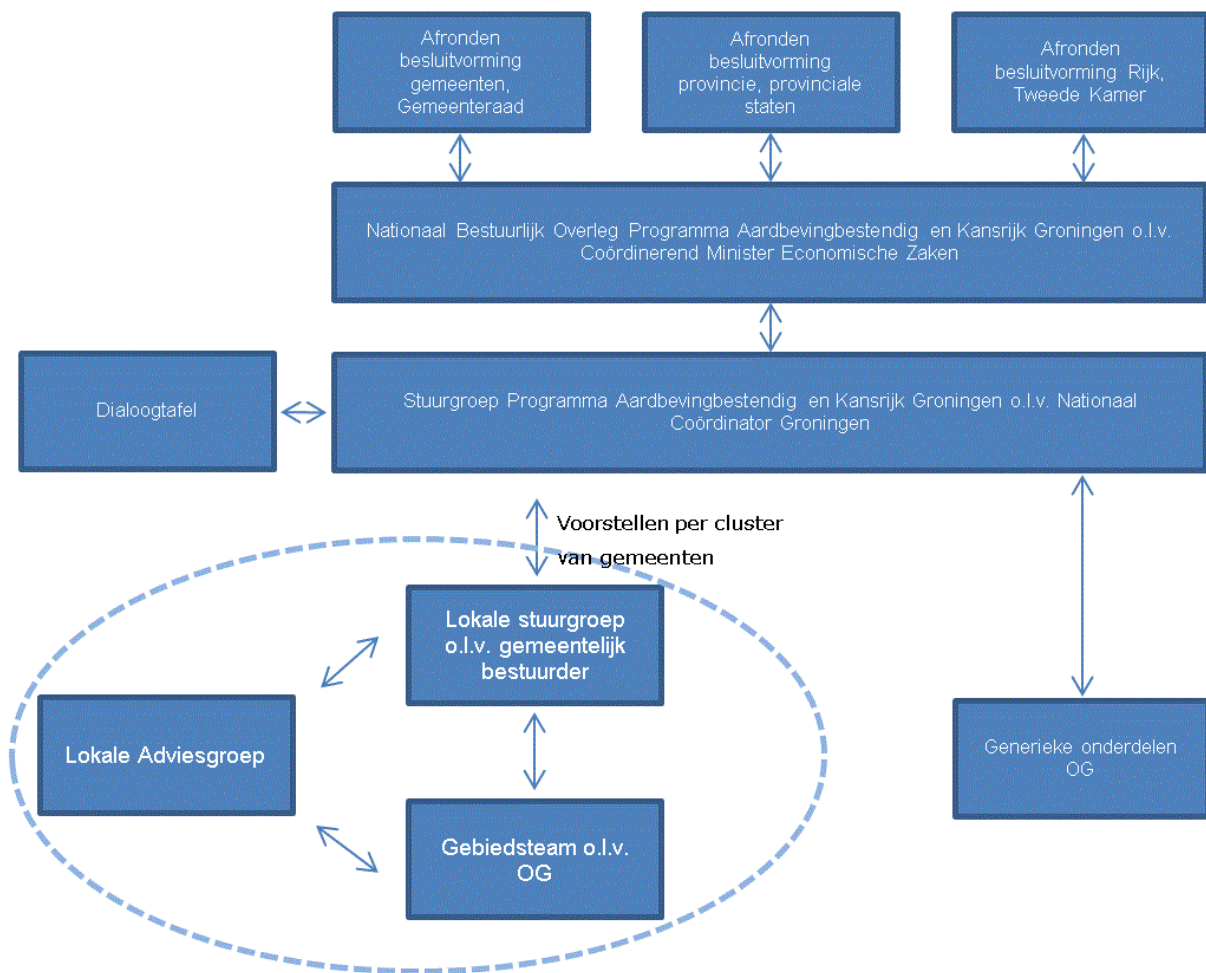 Afronden
besluitvorming
gemeenten,
Gemeenteraad
Afronden
besluitvorming
provincie, provinciale
staten
Afronden
besluitvorming Rijk,
Tweede Kamer
Nationaal Bestuurlijk Overleg Programma Aardbevingbestendig en Kansrijk Groningen o.l.v.
Coördinerend Minister Economische Zaken
Dialoogtafel
Stuurgroep Programma Aardbevingbestendig en Kansrijk Groningen o.l.v. Nationaal
Coördinator Groningen
Voorstellen per cluster
van gemeenten
Lokale stuurgroep
o.l.v. gemeentelijk
bestuurder
Lokale Adviesgroep
Generieke onderdelen
OG
Gebiedsteam o.l.v.
OG